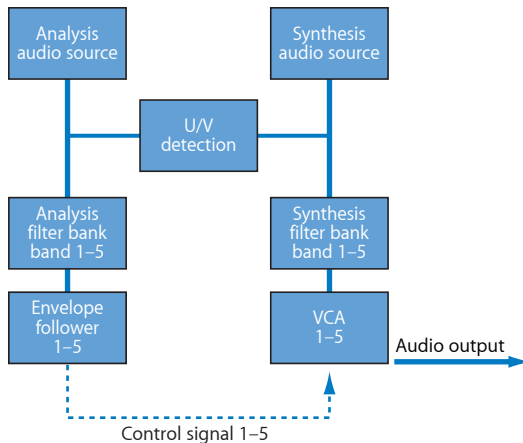 Analysis
audio source
Synthesis
audio source
U/V
detection
Analysis
filter bank
band 1–5
Synthesis
filter bank
band 1–5
Envelope
follower
1–5
VCA
1–5
Audio output
Control signal 1–5